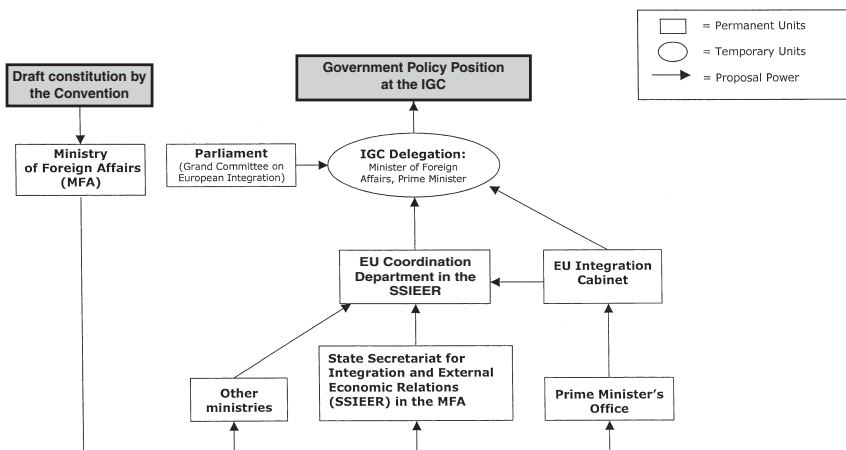 = Permanent Units
= Temporary Units
= Proposal Power
Draft constitution by
the Convention
Government Policy Position
at the IGC
Ministry
of Foreign Affairs
(MFA)
Parliament
(Grand Committee on
European Integration)
IGC Delegation:
Minister of Foreign
Affairs, Prime Minister
EU Coordination
Department in the
SSIEER
EU Integration
Cabinet
Other
ministries
State Secretariat for
Integration and External
Economic Relations
(SSIEER) in the MFA
Prime Minister's
Office